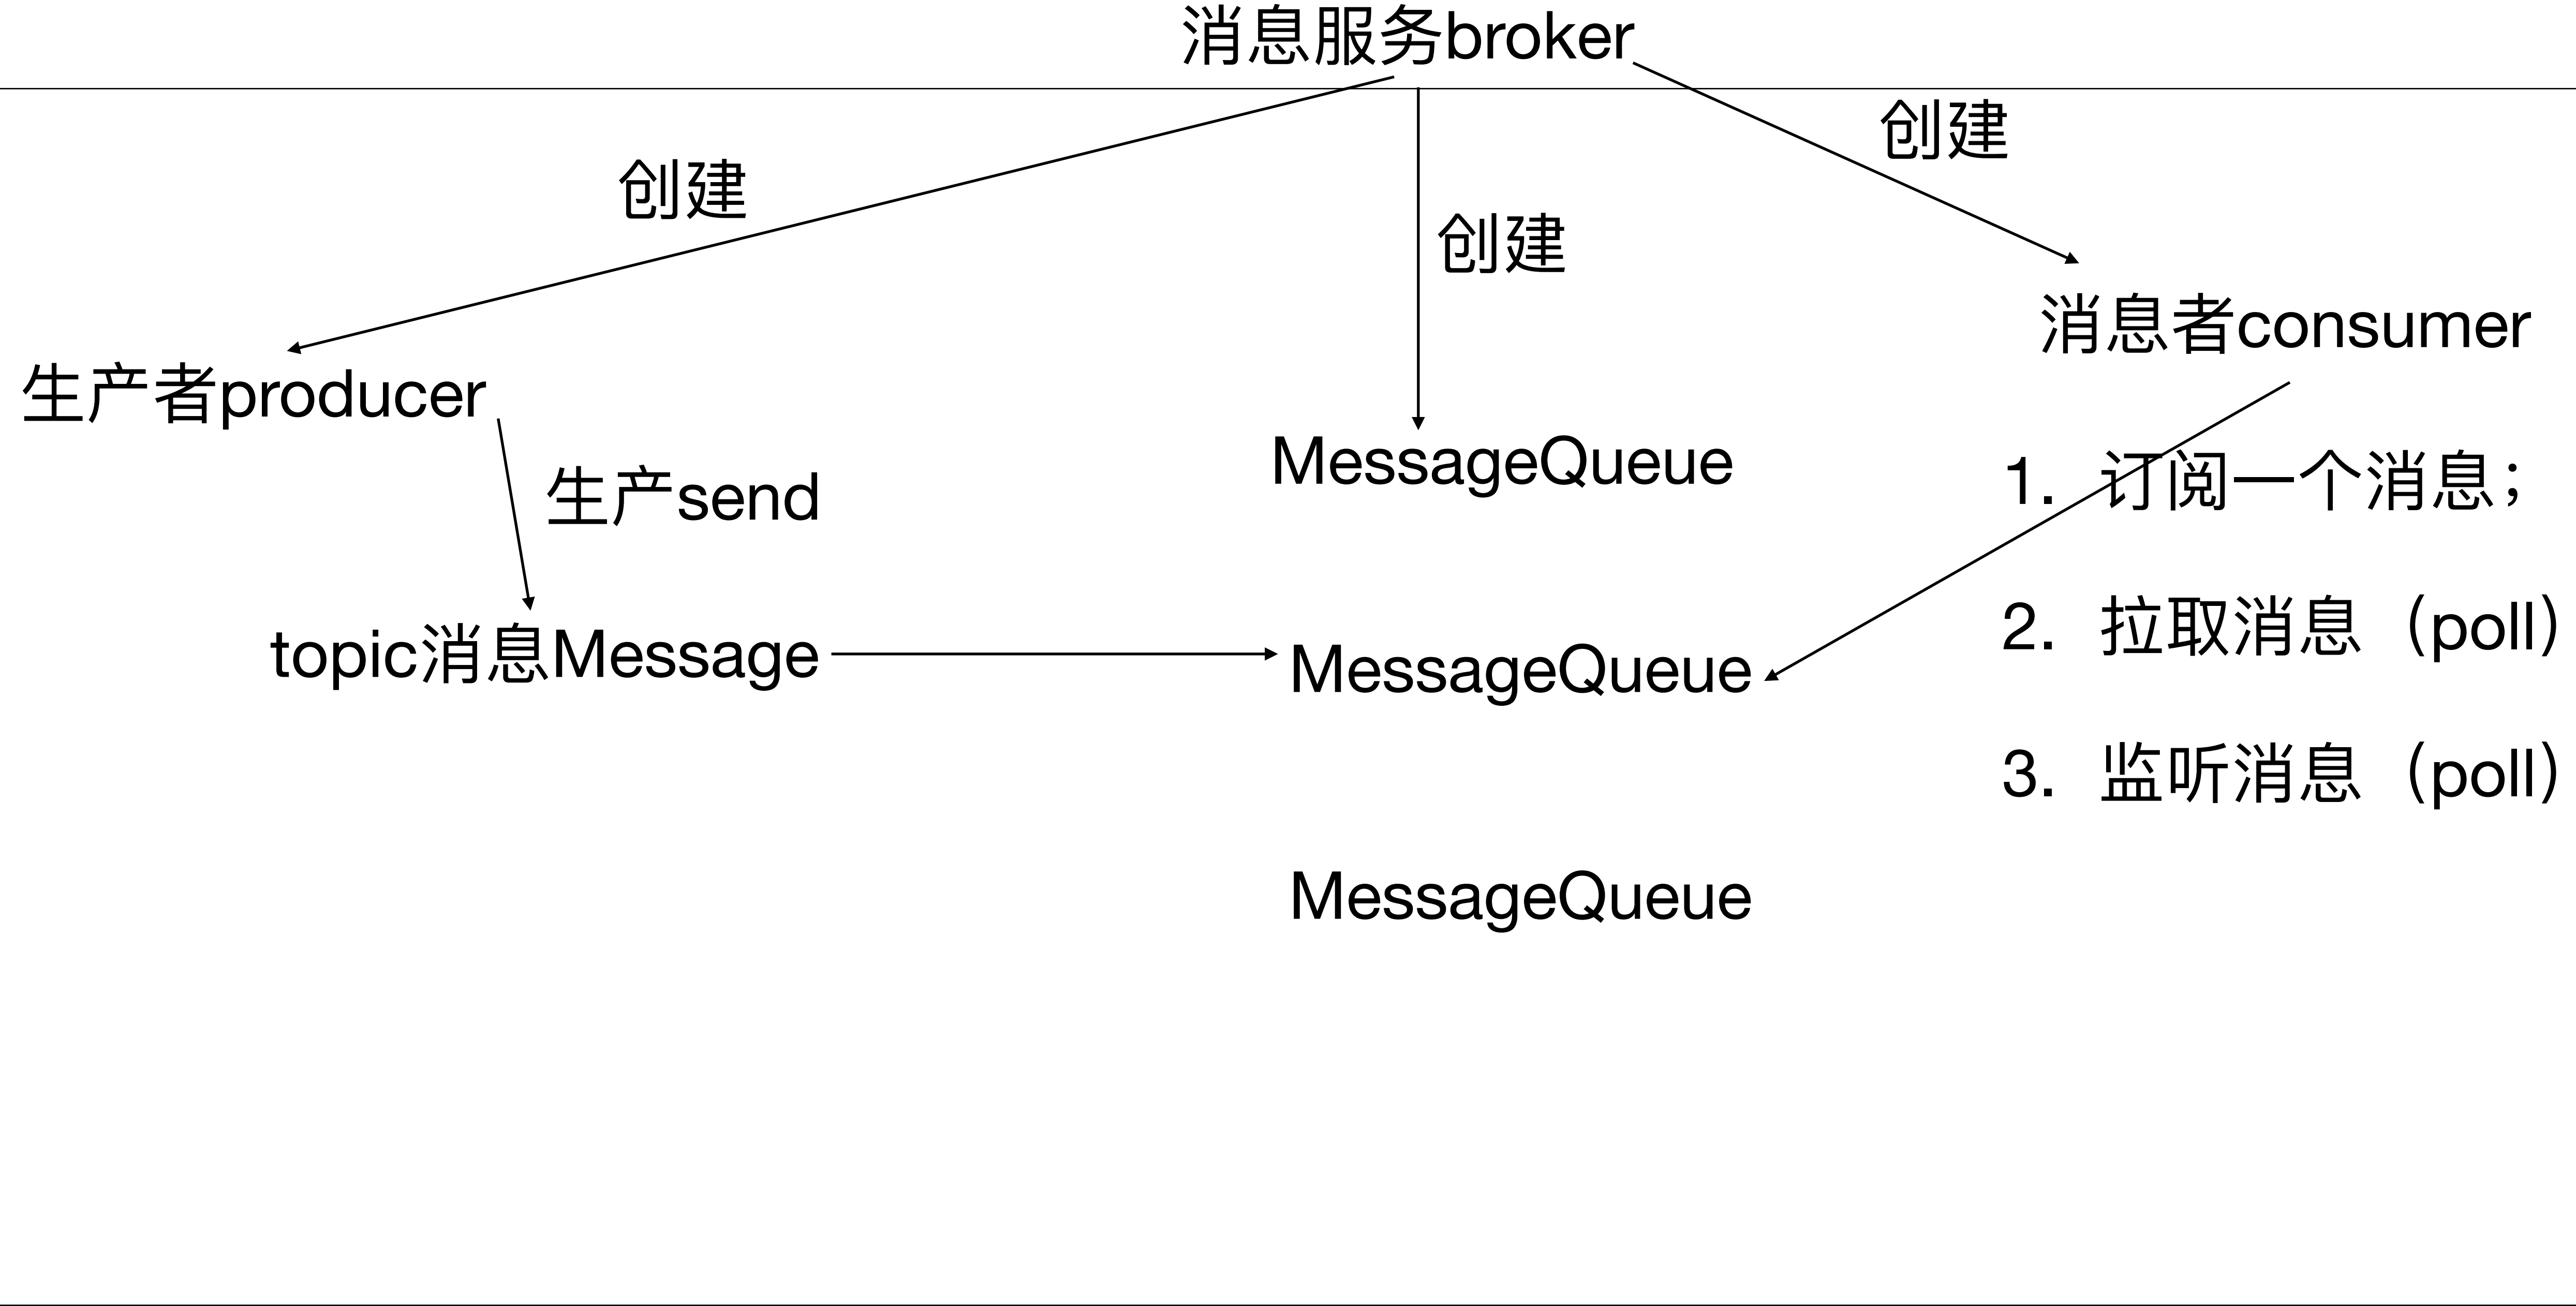 消息服务broker
创建
创建
创建
消息者consumer
生产者producer
MessageQueue
1. 订阅一个消息；
生产send
2. 拉取消息（poll）
topic消息Message
MessageQueue
3. 监听消息（poll）
MessageQueue